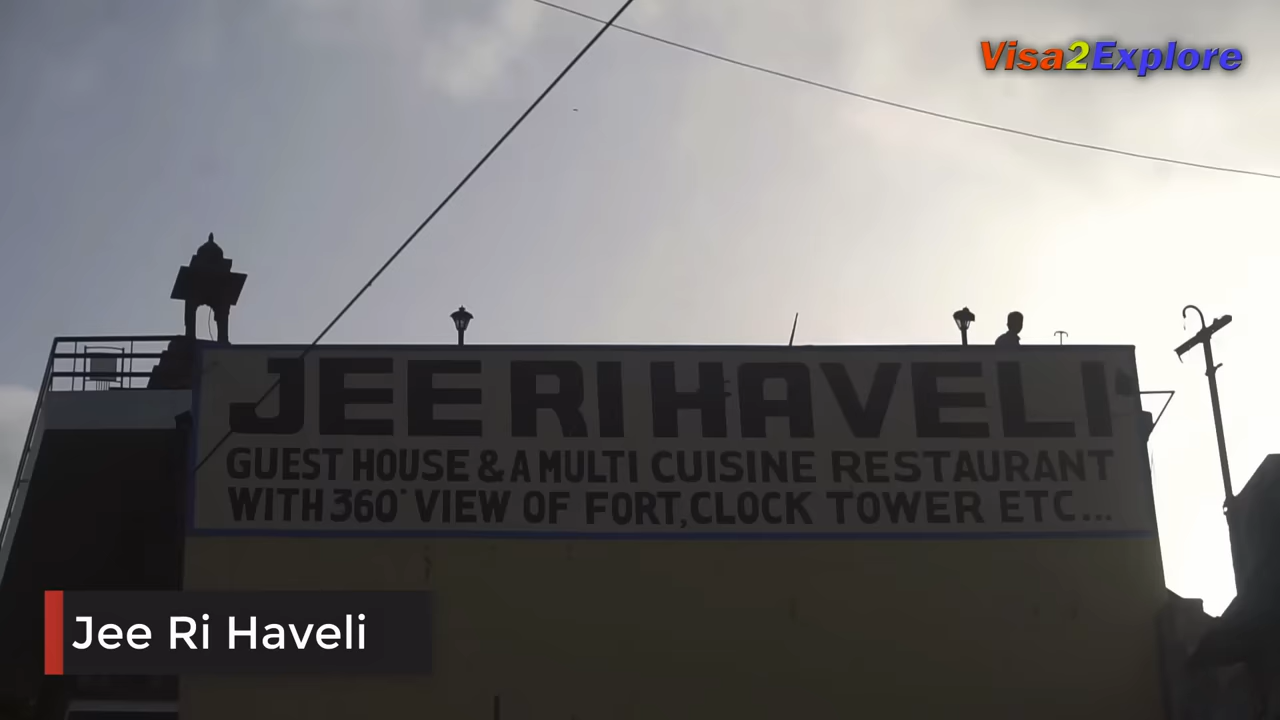 Visa2Explore
JEE RI HAVELI
GUEST HOUSE & A MULTI CUISINE RESTAURANT
WITH 360° VIEW OF FORT, CLOCK TOWER ETC...
Jee Ri Haveli